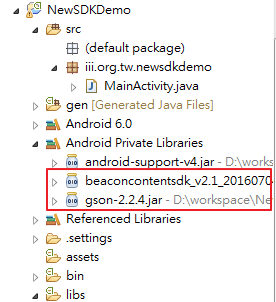 NewSDKDemo
src
(default package)
iii.org.tw.newsdkdemo
MainActivity.java
gen [Generated Java Files]
Android 6.0
Android Private Libraries
android-support-v4.jar - D:\works
beaconcontentsdk_v2.1_2016070
gson-2.2.4.jar - D:\workspace\Ne
Referenced Libraries
.settings
assets
bin
libs